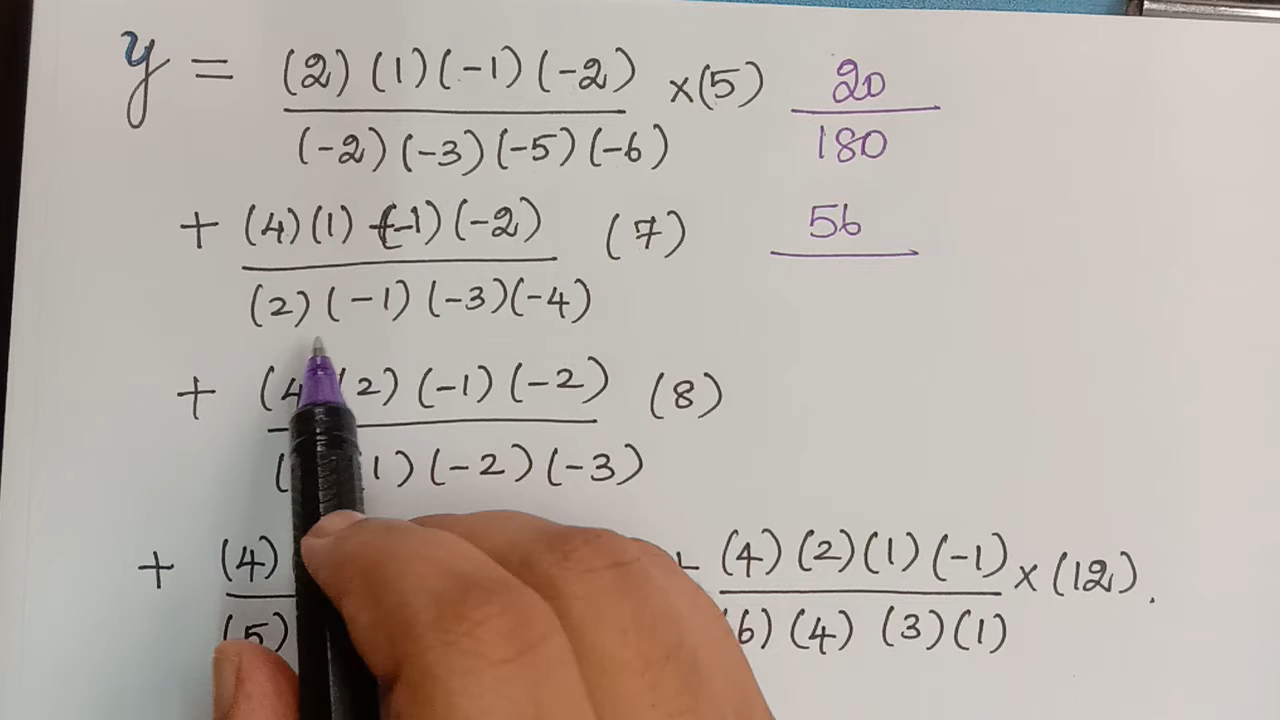 y = (2)(1)(-1)(-2) ×(5) 20
(-2)(-3)(-5)(-6) 180
+ (4)(1)(-1)(-2) (7) 56
(2)(-1)(-3)(-4)
+ (4 2)(-1)(-2) (8)
( 1)(-2)(-3)
+ (4) (4)(2)(1)(-1) ×(12).
(5) 6)(4)(3)(1)